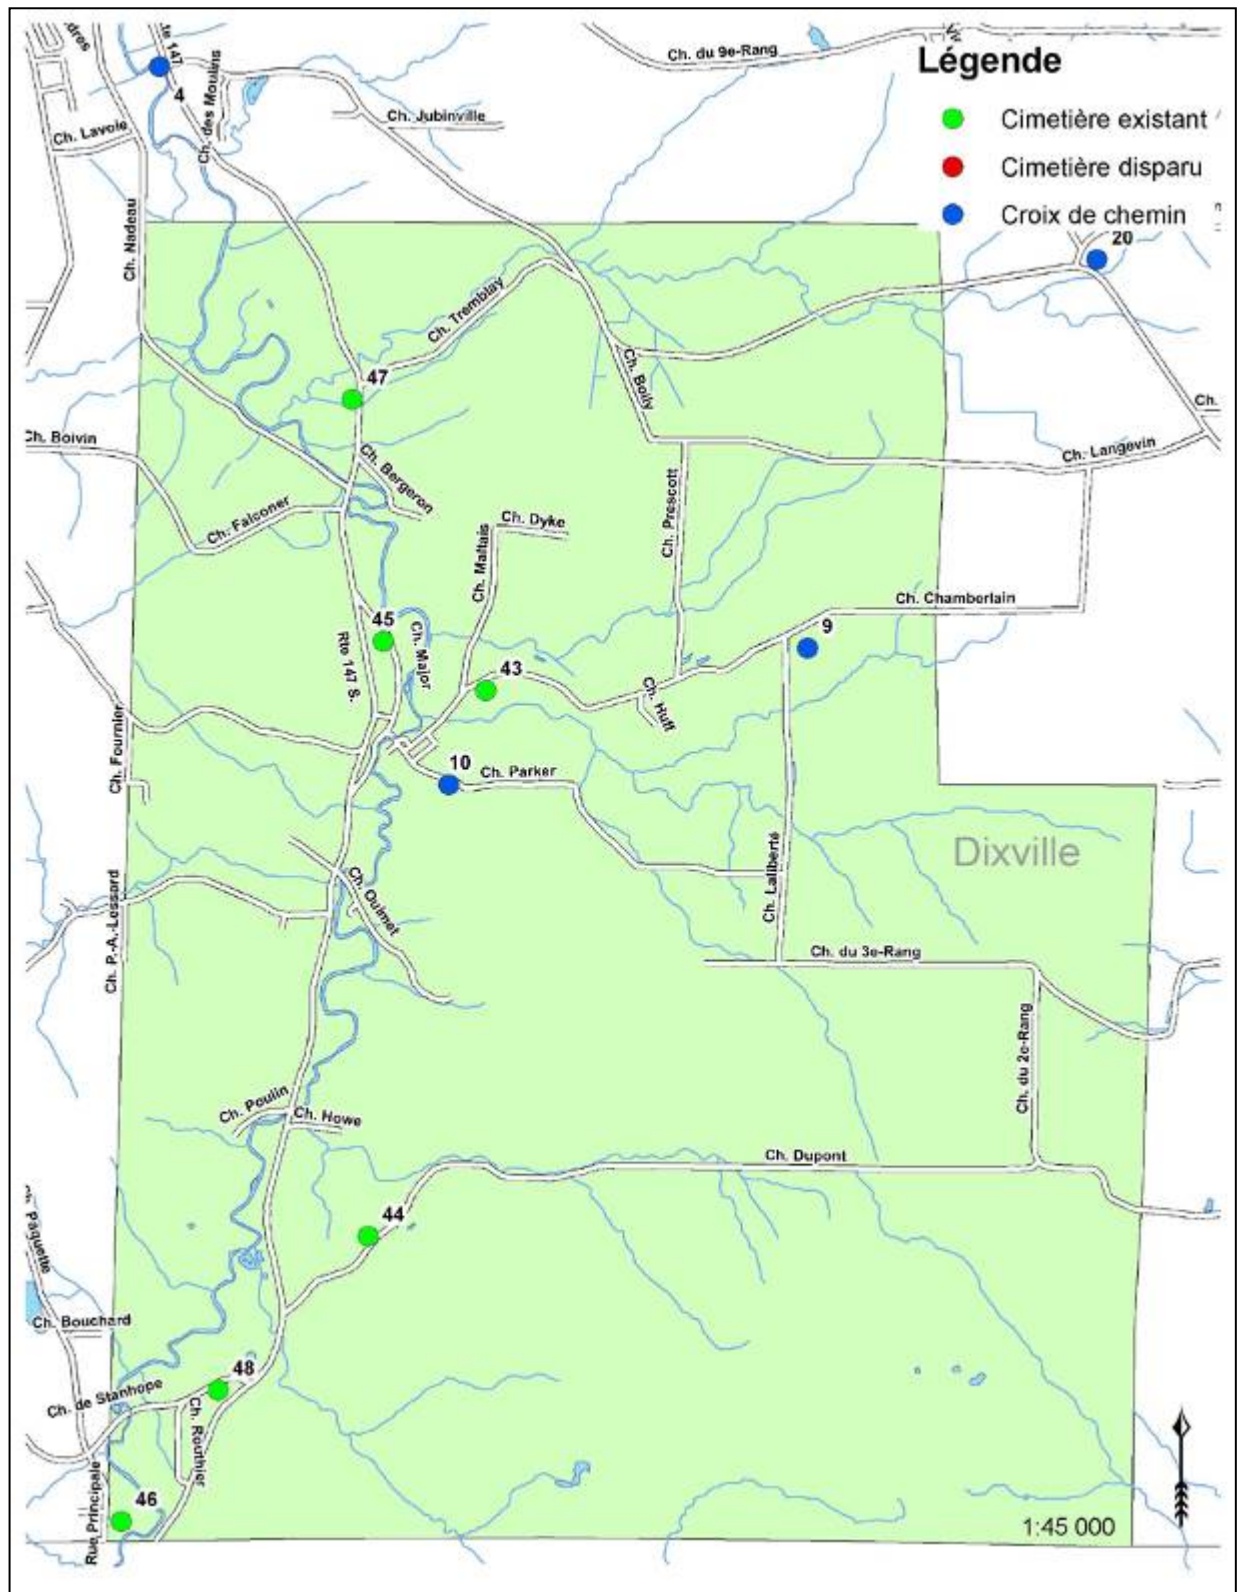 Légende
Cimetière existant
Cimetière disparu
Croix de chemin
Ch. du 9e-Rang
147
4
Ch. des Moulins
Ch. Lavoie
Ch. Jubinville
Ch. Nadeau
20
Ch. Tremblay
47
Ch. Boily
Ch.
Ch. Boivin
Ch. Langevin
Ch. Bergeron
Ch. Falconer
Ch. Prescott
Ch. Dyke
Ch. Maltais
Ch. Chamberlain
45
9
Rte 147 S.
Ch. Major
43
Ch. Huff
Ch. Fournier
10
Ch. Parker
Dixville
Ch. Laliberté
Ch. Ouimet
Ch. P.-A.-Lessard
Ch. du 3e-Rang
Ch. du 2e-Rang
Ch. Poulin
Ch. Howe
Ch. Dupont
44
Paquette
Ch. Bouchard
48
Ch. de Stanhope
Ch. Routhier
46
Rue Principale
1:45 000